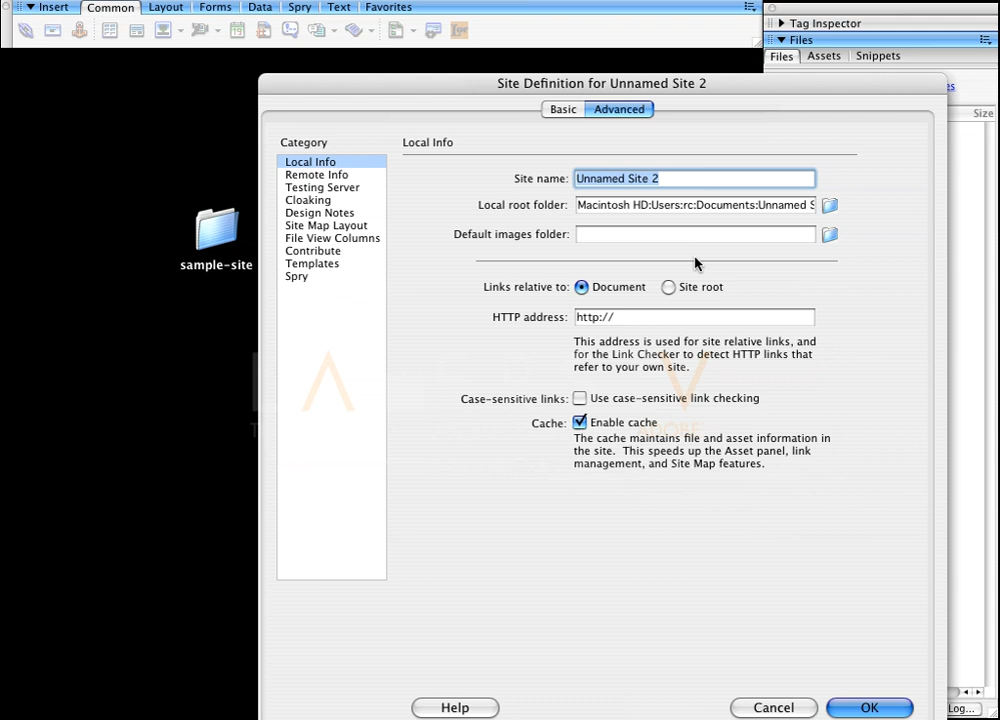 Insert Common Layout Forms Data Spry Text Favorites
Tag Inspector
Files
Files Assets Snippets
Size
Site Definition for Unnamed Site 2
Basic Advanced
Category
Local Info
Remote Info
Testing Server
Cloaking
Design Notes
Site Map Layout
File View Columns
Contribute
Templates
Spry
sample-site
Local Info
Site name: Unnamed Site 2
Local root folder: Macintosh HD:Users:rc:Documents:Unnamed S
Default images folder:
Links relative to: Document Site root
HTTP address: http://
This address is used for site relative links, and
for the Link Checker to detect HTTP links that
refer to your own site.
Case-sensitive links: Use case-sensitive link checking
Cache: Enable cache
The cache maintains file and asset information in
the site. This speeds up the Asset panel, link
management, and Site Map features.
Help Cancel OK
Log...